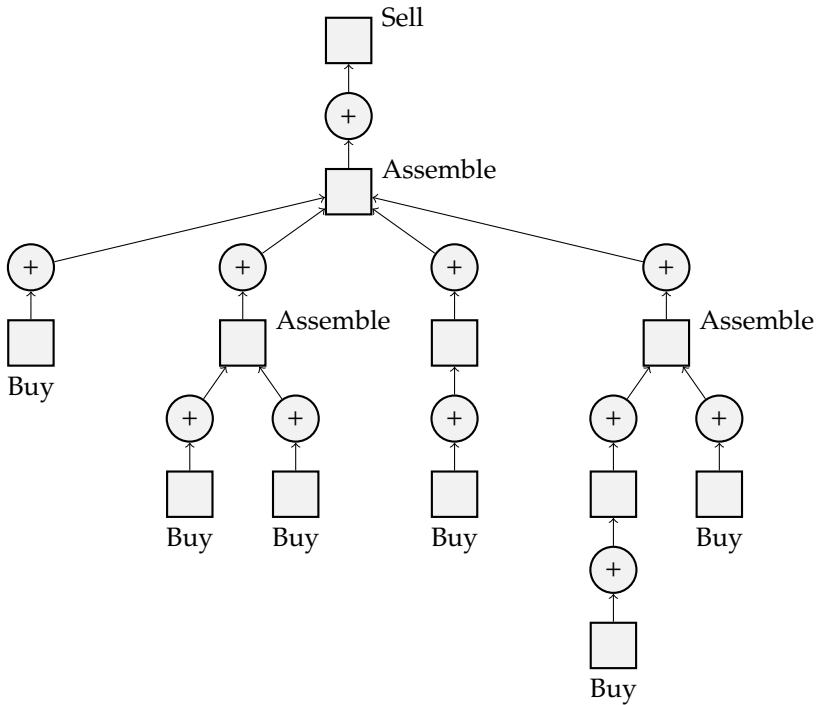 Sell
+
Assemble
+ + + +
Assemble Assemble
Buy
+ + + + +
Buy Buy Buy Buy
+
Buy